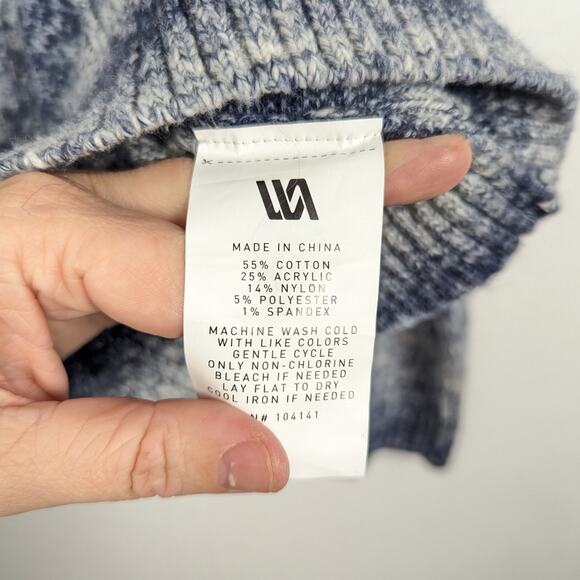 MADE IN CHINA
55% COTTON
25% ACRYLIC
14% NYLON
5% POLYESTER
1% SPANDEX
MACHINE WASH COLD
WITH LIKE COLORS
GENTLE CYCLE
ONLY NON-CHLORINE
BLEACH IF NEEDED
LAY FLAT TO DRY
COOL IRON IF NEEDED
N# 104141